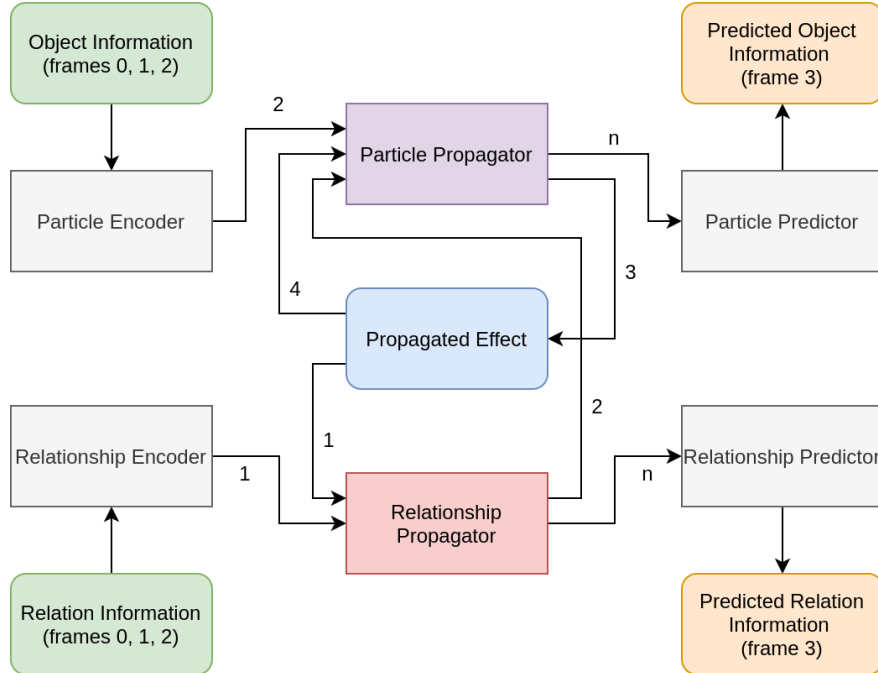 Object Information
(frames 0, 1, 2)
Predicted Object
Information
(frame 3)
2
Particle Propagator
n
Particle Encoder
Particle Predictor
3
4
Propagated Effect
2
1
Relationship Encoder
1
Relationship Predictor
n
Relationship
Propagator
Relation Information
(frames 0, 1, 2)
Predicted Relation
Information
(frame 3)